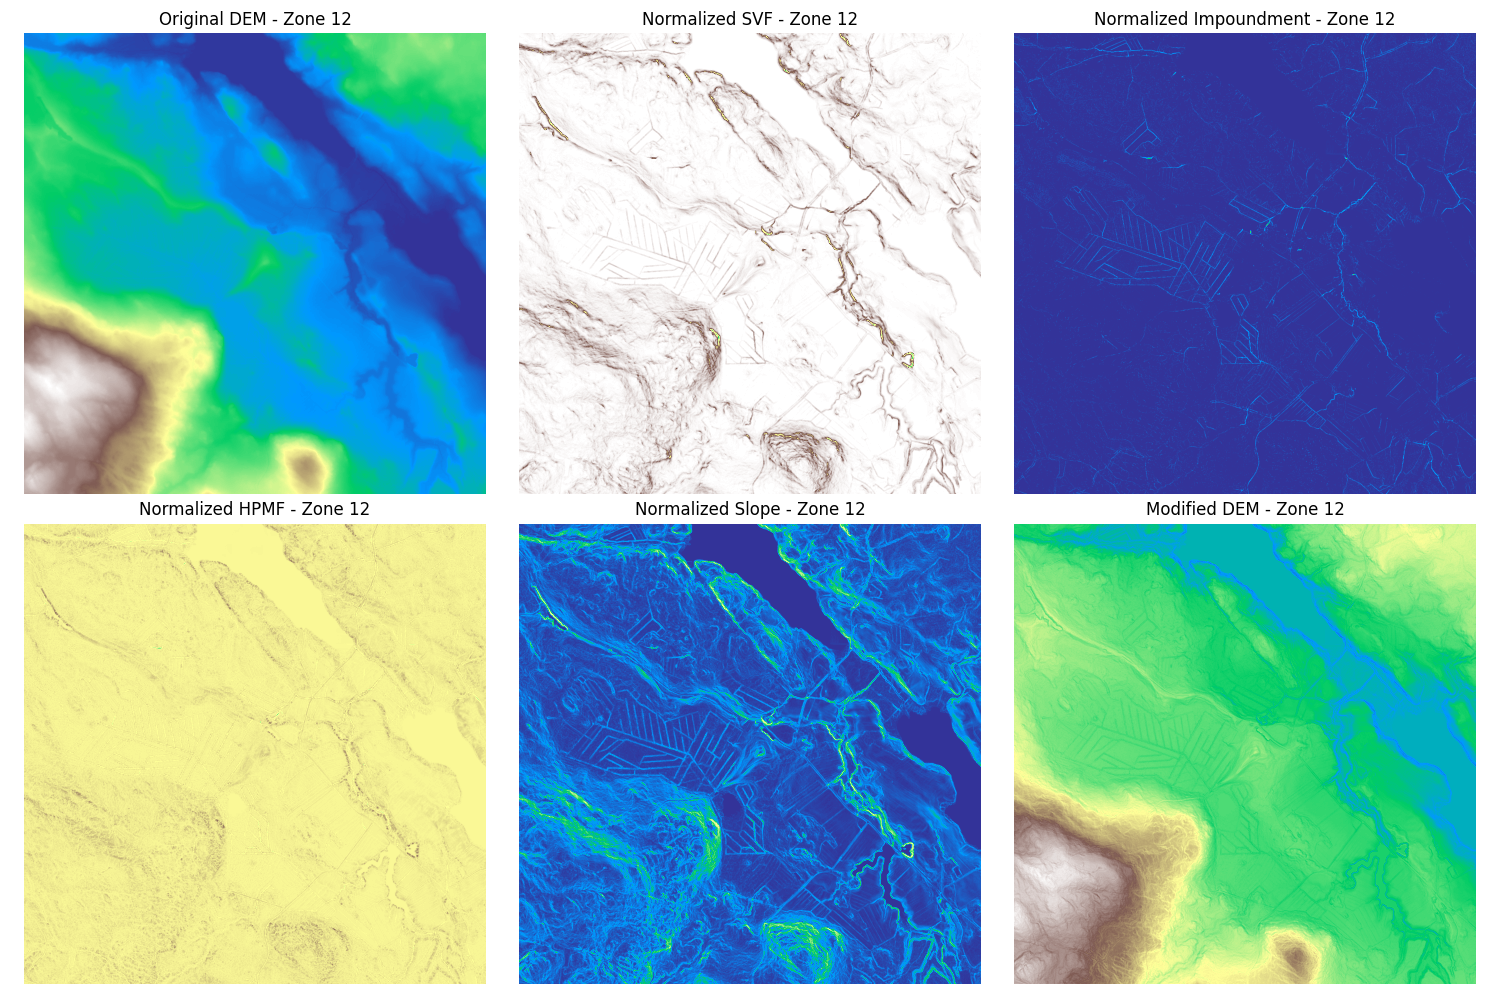 Original DEM - Zone 12
Normalized SVF - Zone 12
Normalized Impoundment - Zone 12
Normalized HPMF - Zone 12
Normalized Slope - Zone 12
Modified DEM - Zone 12